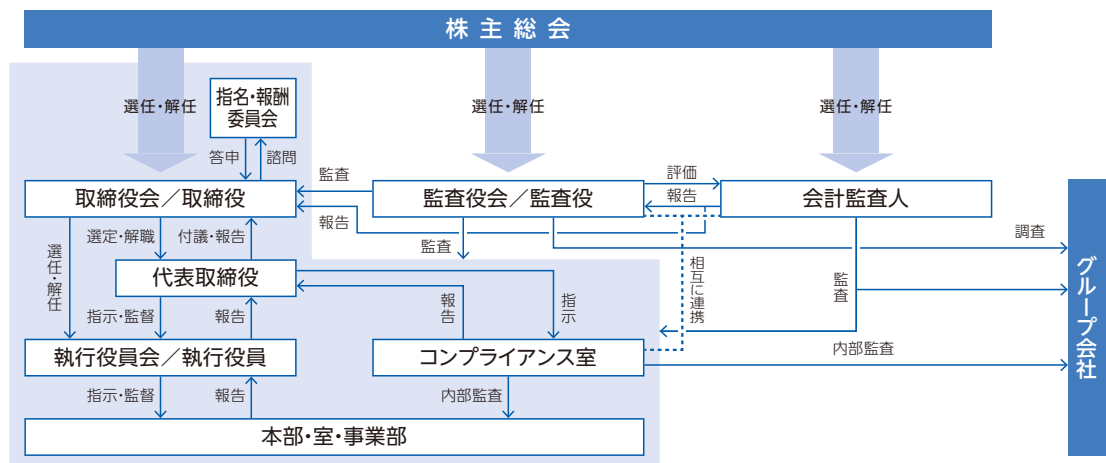 株主総会
選任・解任
選任・解任
選任・解任
指名・報酬
委員会
答申
諮問
取締役会／取締役
監査
監査役会／監査役
評価
報告
会計監査人
報告
選任・解任
選定・解職
付議・報告
監査
調査
代表取締役
報告
指示
相互に連携
監査
グループ会社
指示・監督
報告
執行役員会／執行役員
コンプライアンス室
内部監査
指示・監督
報告
内部監査
本部・室・事業部